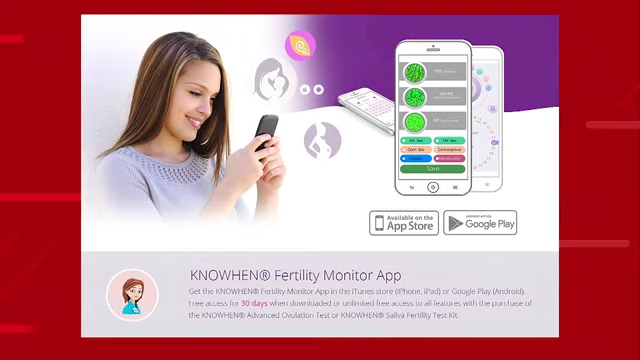 Available on the
App Store
ANDROID APP ON
Google Play
Save
KNOWHEN® Fertility Monitor App
Get the KNOWHEN® Fertility Monitor App in the iTunes store (iPhone, iPad) or Google Play (Android).
Free access for 30 days when downloaded or unlimited free access to all features with the purchase of
the KNOWHEN® Advanced Ovulation Test or KNOWHEN® Saliva Fertility Test Kit.